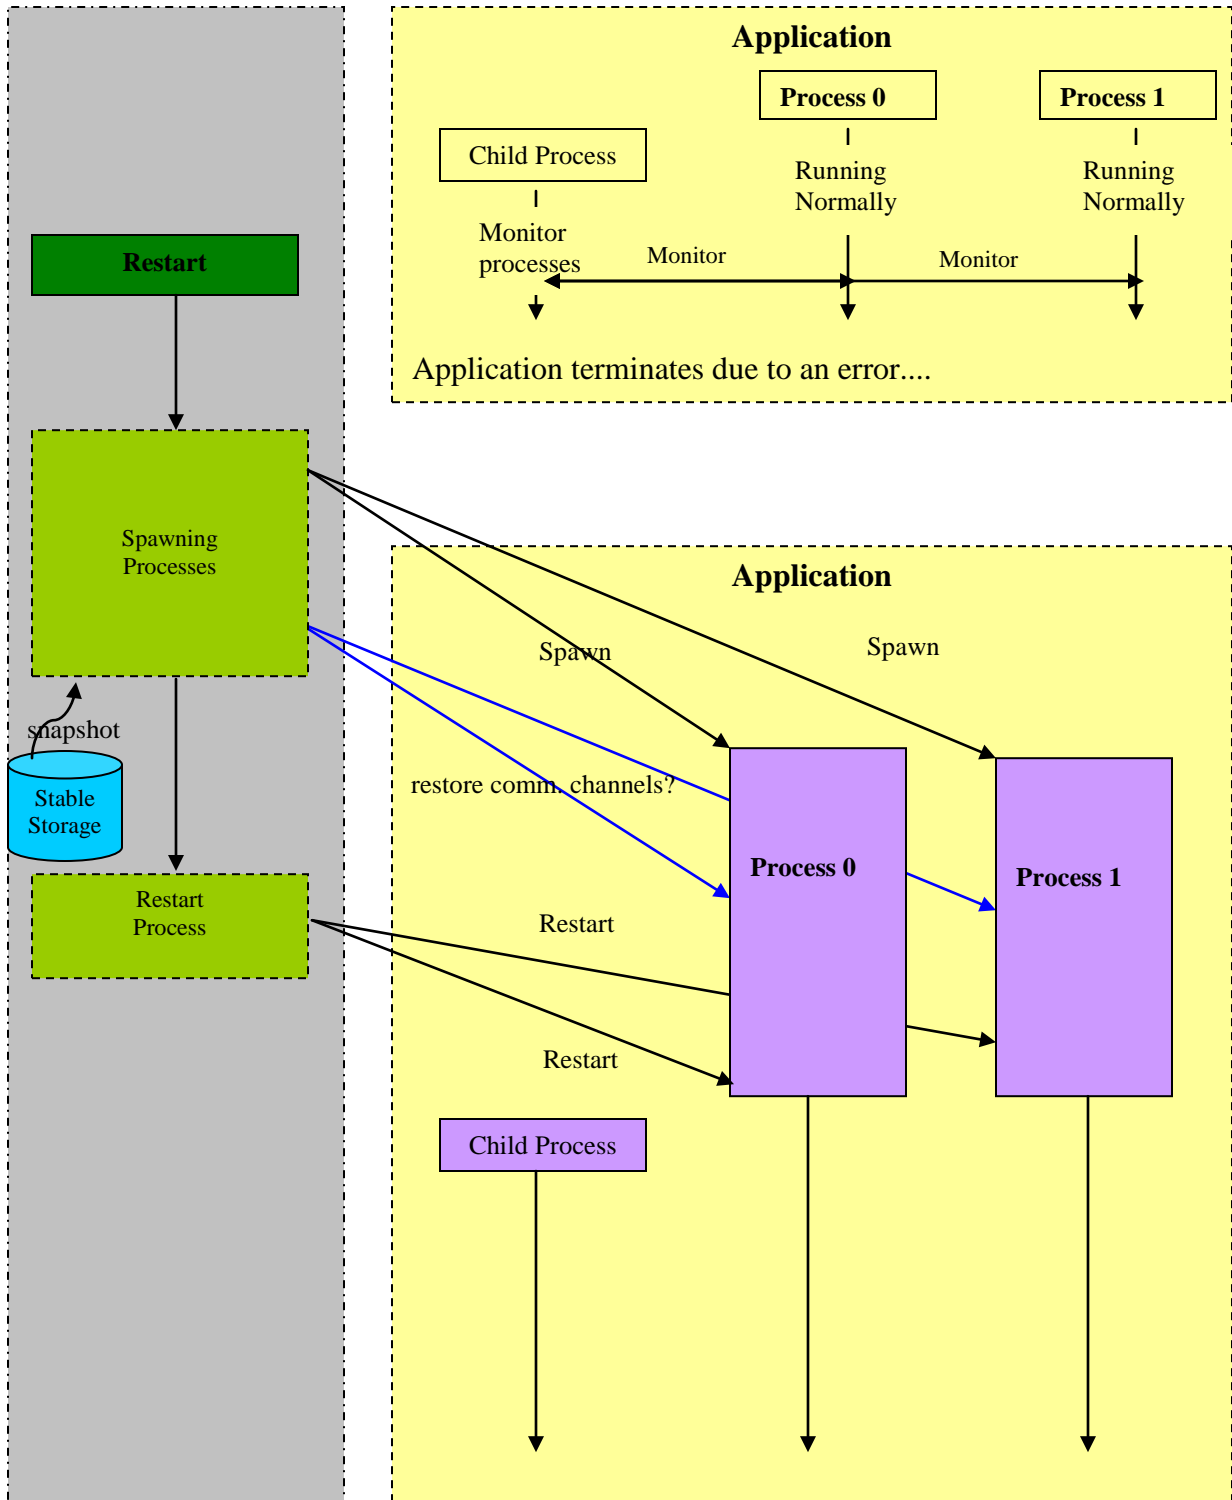 Application
Process 0
Process 1
Child Process
Running
Normally
Running
Normally
Monitor
processes
Monitor
Monitor
Application terminates due to an error....
Restart
Spawning
Processes
snapshot
Stable
Storage
Restart
Process
Application
Spawn
Spawn
restore comm. channels?
Process 0
Process 1
Restart
Restart
Child Process